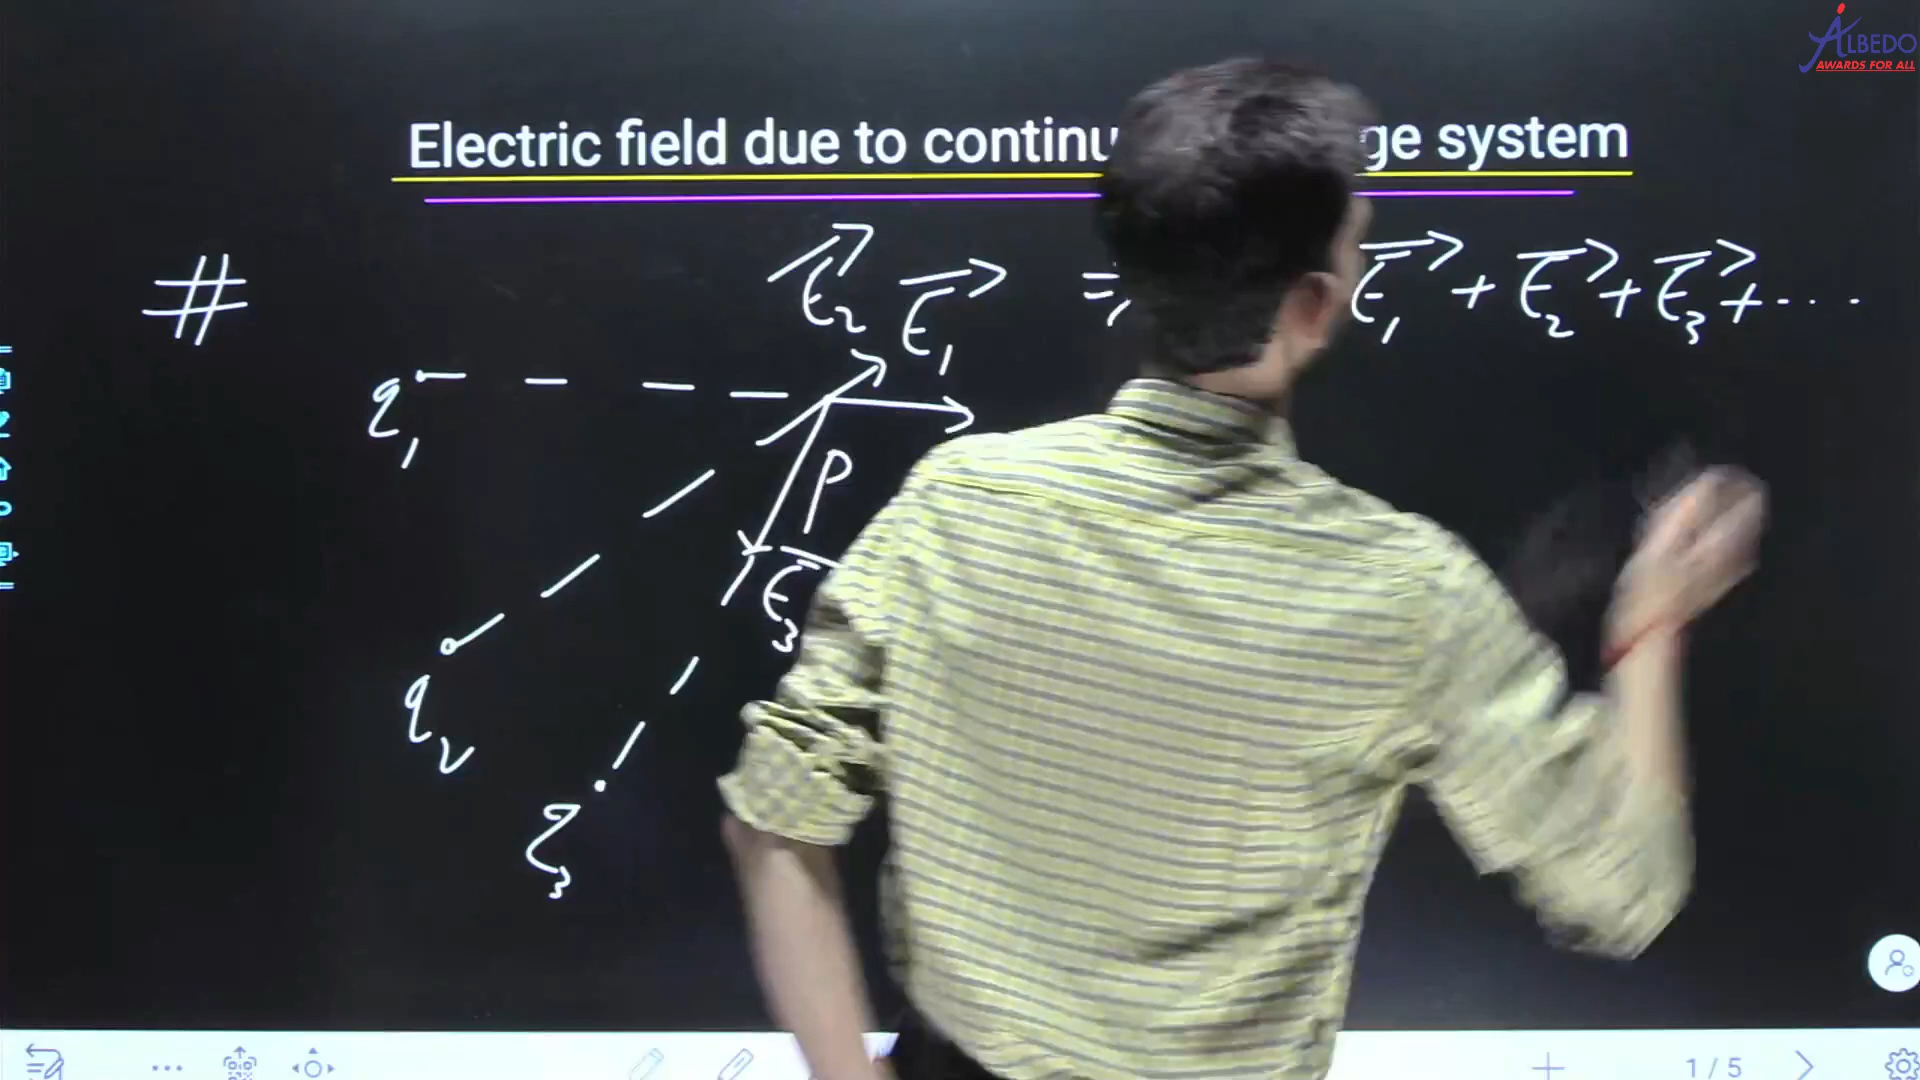 ALBEDO
AWARDS FOR ALL
Electric field due to continu ge system
#
E₂ E₁ = E₁ + E₂ + E₃ + ....
q₁
P
E₃
q₂
q₃
1 / 5